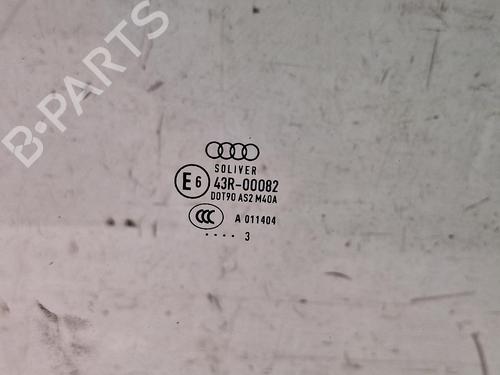 B-PARTS
SOLIVER
E6 43R-00082
DOT90 AS2 M40A
CCC A 011404
.... 3